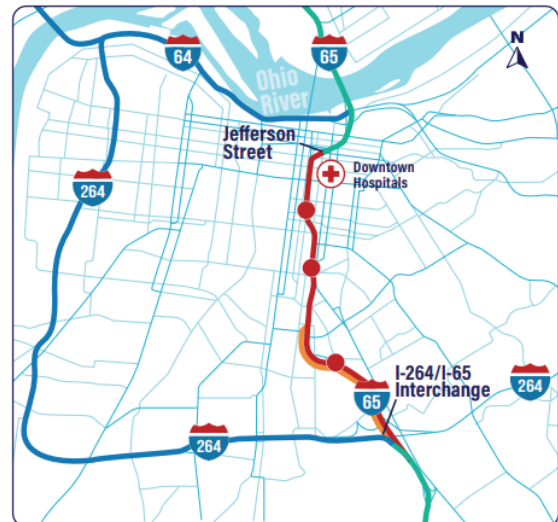 64
65
N
Ohio
River
Jefferson
Street
Downtown
Hospitals
264
I-264/I-65
Interchange
264
65
264